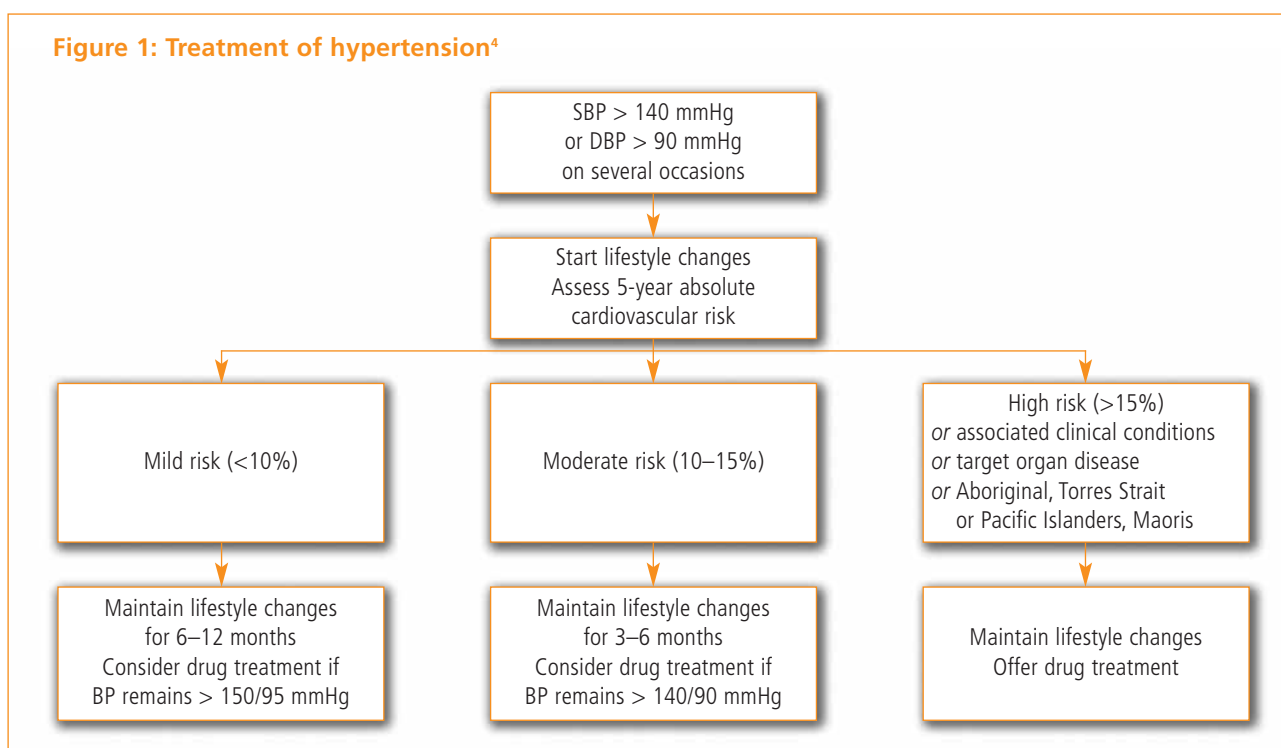 Figure 1: Treatment of hypertension⁴
SBP > 140 mmHg
or DBP > 90 mmHg
on several occasions
Start lifestyle changes
Assess 5-year absolute
cardiovascular risk
Mild risk (<10%)
Moderate risk (10–15%)
High risk (>15%)
or associated clinical conditions
or target organ disease
or Aboriginal, Torres Strait
or Pacific Islanders, Maoris
Maintain lifestyle changes
for 6–12 months
Consider drug treatment if
BP remains > 150/95 mmHg
Maintain lifestyle changes
for 3–6 months
Consider drug treatment if
BP remains > 140/90 mmHg
Maintain lifestyle changes
Offer drug treatment